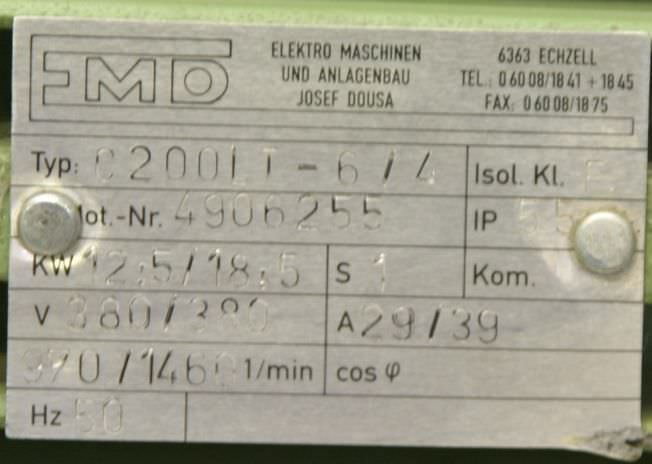 EMD
ELEKTRO MASCHINEN
UND ANLAGENBAU
JOSEF DOUSA
6363 ECHZELL
TEL.: 06008/1841 + 1845
FAX: 06008/1875
Typ: C200LT-6/4 Isol. Kl. F
Mot.-Nr. 4906255 IP 55
KW 12,5/18,5 S 1 Kom.
V 380/380 A 29/39
970/1460 1/min cos φ
Hz 50